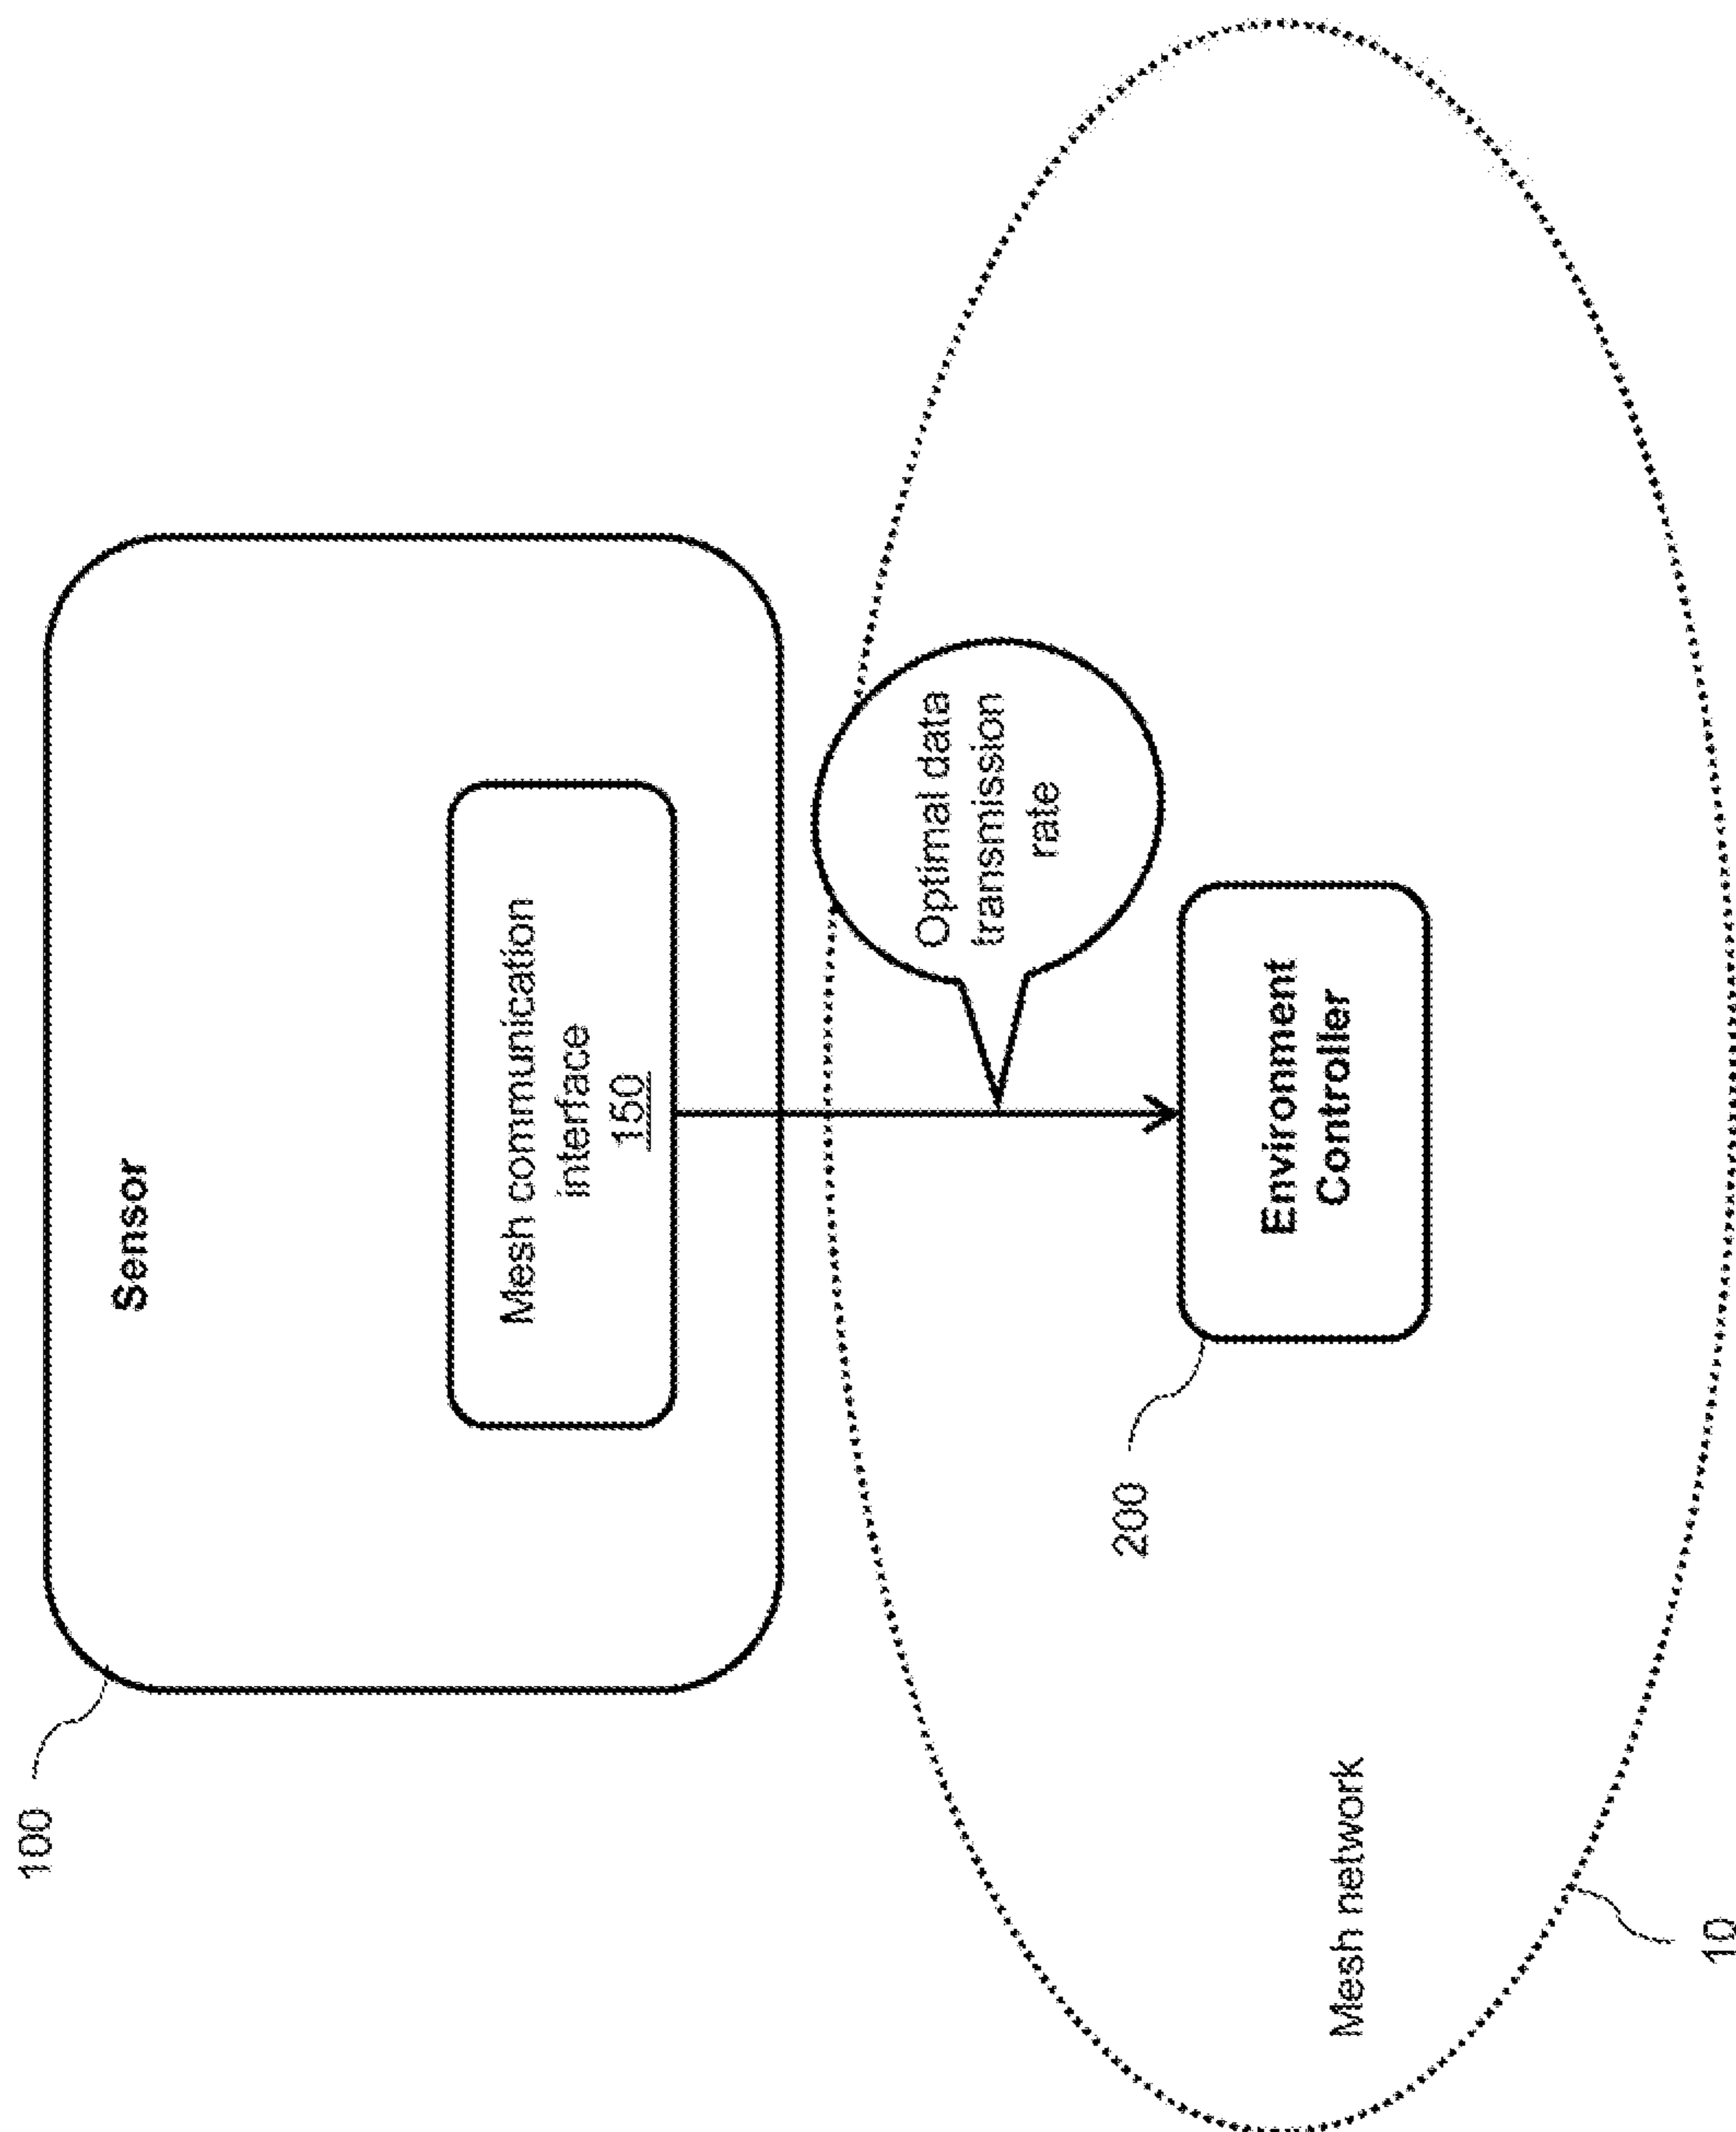 100
Sensor
Mesh communication
interface
150
Optimal data
transmission
rate
200
Environment
Controller
Mesh network
10